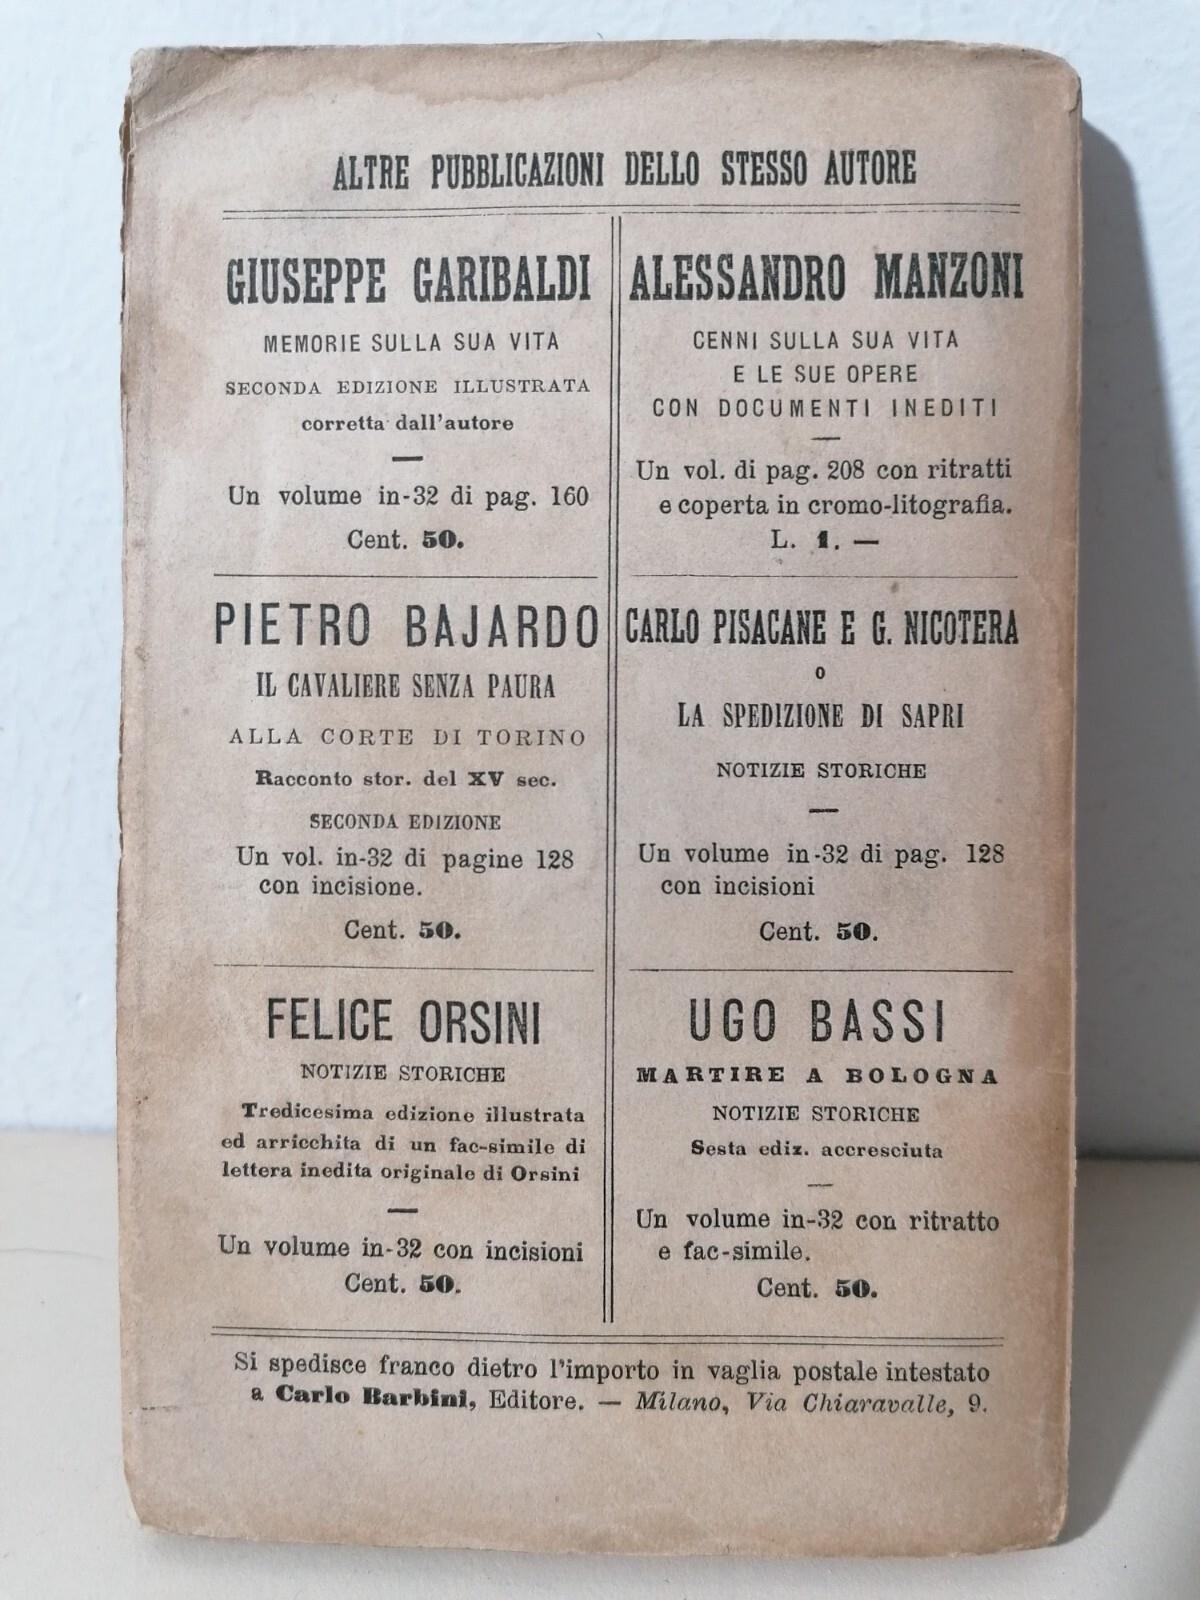 ALTRE PUBBLICAZIONI DELLO STESSO AUTORE
GIUSEPPE GARIBALDI
MEMORIE SULLA SUA VITA
SECONDA EDIZIONE ILLUSTRATA
corretta dall'autore
Un volume in-32 di pag. 160
Cent. 50.
ALESSANDRO MANZONI
CENNI SULLA SUA VITA
E LE SUE OPERE
CON DOCUMENTI INEDITI
Un vol. di pag. 208 con ritratti
e coperta in cromo-litografia.
L. 1. —
PIETRO BAJARDO
IL CAVALIERE SENZA PAURA
ALLA CORTE DI TORINO
Racconto stor. del XV sec.
SECONDA EDIZIONE
Un vol. in-32 di pagine 128
con incisione.
Cent. 50.
CARLO PISACANE E G. NICOTERA
O
LA SPEDIZIONE DI SAPRI
NOTIZIE STORICHE
Un volume in-32 di pag. 128
con incisioni
Cent. 50.
FELICE ORSINI
NOTIZIE STORICHE
Tredicesima edizione illustrata
ed arricchita di un fac-simile di
lettera inedita originale di Orsini
Un volume in-32 con incisioni
Cent. 50.
UGO BASSI
MARTIRE A BOLOGNA
NOTIZIE STORICHE
Sesta ediz. accresciuta
Un volume in-32 con ritratto
e fac-simile.
Cent. 50.
Si spedisce franco dietro l'importo in vaglia postale intestato
a Carlo Barbini, Editore. — Milano, Via Chiaravalle, 9.